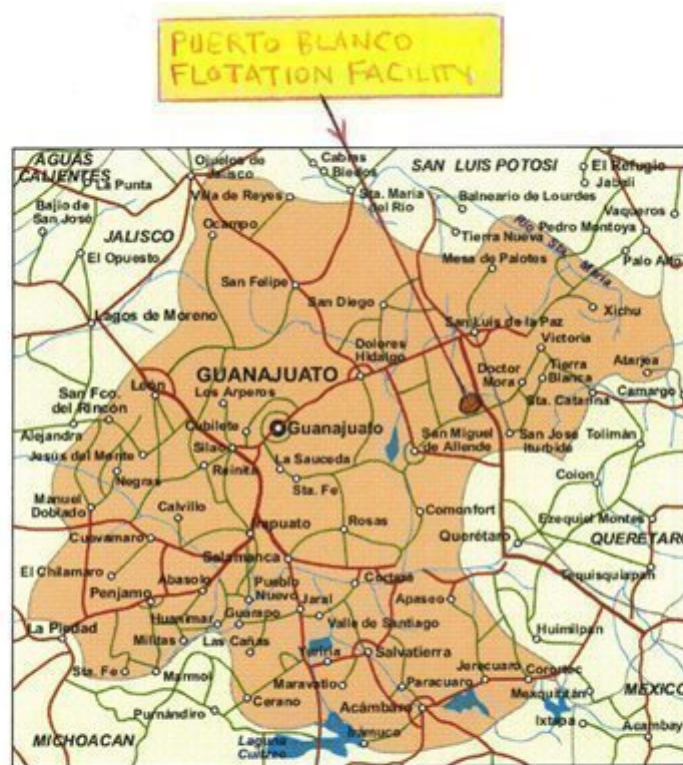 PUERTO BLANCO
FLOTATION FACILITY
AGUAS
CALIENTES
La Punta
Ojuelos de
Jalisco
Cabras
Bledos
SAN LUIS POTOSI
El Refugio
Jabali
Bajio de
San José
Villa de Reyes
Sta. Maria
del Rio
Balneario de Lourdes
Rio Sta. Maria
Pedro Montoya
Vaqueros
JALISCO
Ocampo
Tierra Nueva
El Opuesto
Mesa de Palotes
Palo Alto
San Felipe
San Diego
Xichu
Lagos de Moreno
San Luis de la Paz
Dolores
Hidalgo
Victoria
GUANAJUATO
Doctor
Mora
Tierra
Blanca
Atarjea
León
San Fco.
del Rincón
Los Arperos
Sta. Catarina
Camargo
Alejandra
Cubilete
Guanajuato
San Miguel
de Allende
San José
Iturbide
Tolimán
Jesús del Monte
Silao
Negras
Reinita
La Sauceda
Sta. Fe
Colon
Manuel
Doblado
Calvillo
Comonfort
Ezequiel Montes
Cuevamaro
Irapuato
Rosas
Querétaro
QUERETARO
Salamanca
El Chilamaro
Abasolo
Tequisquiapan
Penjamo
Pueblo
Nuevo
Jaral
Apaseo
Huanimar
Guarapo
Valle de Santiago
La Piedad
Militas
Las Cañas
Huimilpan
Yuriria
Salvatierra
Sta. Fe
Marmol
Maravatio
Paracuaro
Jerecuaro
Coroneo
MEXICO
Cerano
Mexquititán
Purnándiro
Acámbaro
Ixtapa
Acambay
MICHOACAN
Laguna
Cuitzeo
Iramuco